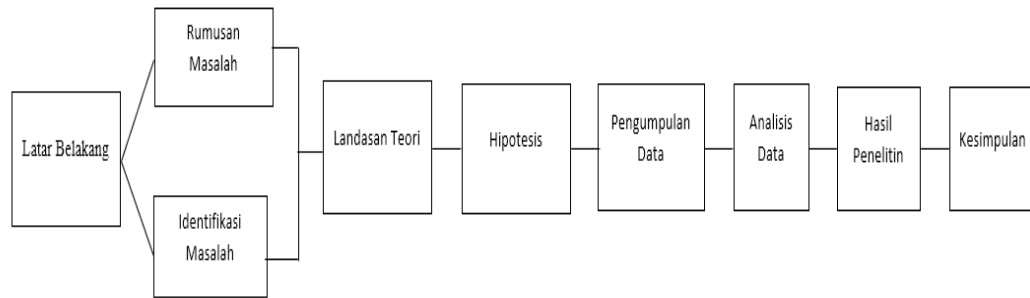 Latar Belakang
Rumusan
Masalah
Identifikasi
Masalah
Landasan Teori
Hipotesis
Pengumpulan
Data
Analisis
Data
Hasil
Penelitin
Kesimpulan